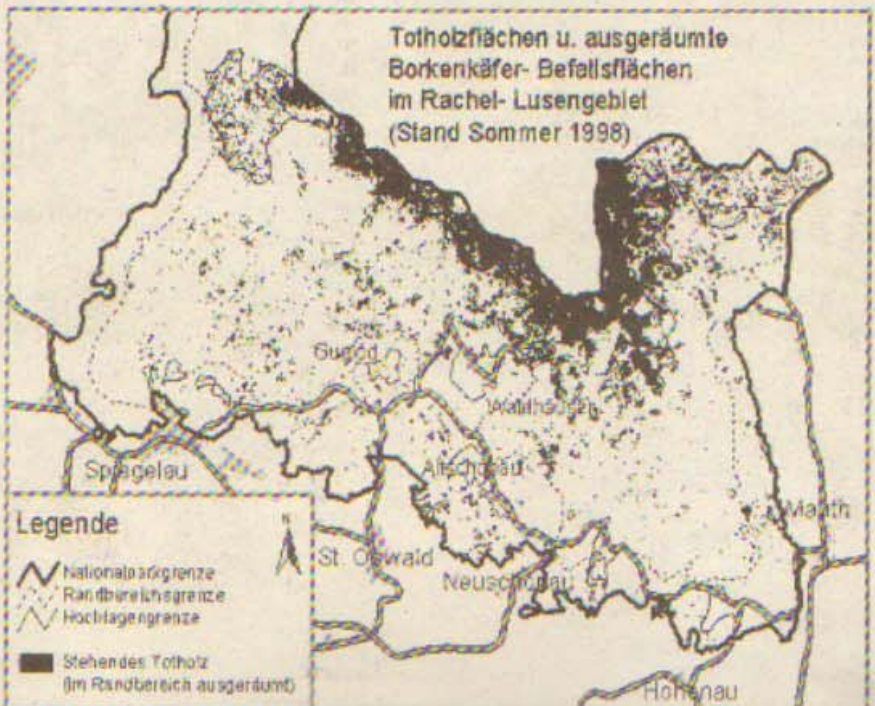 Totholzflächen u. ausgeräumte
Borkenkäfer- Befallsflächen
im Rachel- Lusengebiet
(Stand Sommer 1998)
Guglöd
Waldhäuser
Spiegelau
Altschönau
Mauth
St. Oswald
Neuschönau
Hohenau
Legende
N
Nationalparkgrenze
Randbereichsgrenze
Hochlagengrenze
Stehendes Totholz
(im Randbereich ausgeräumt)